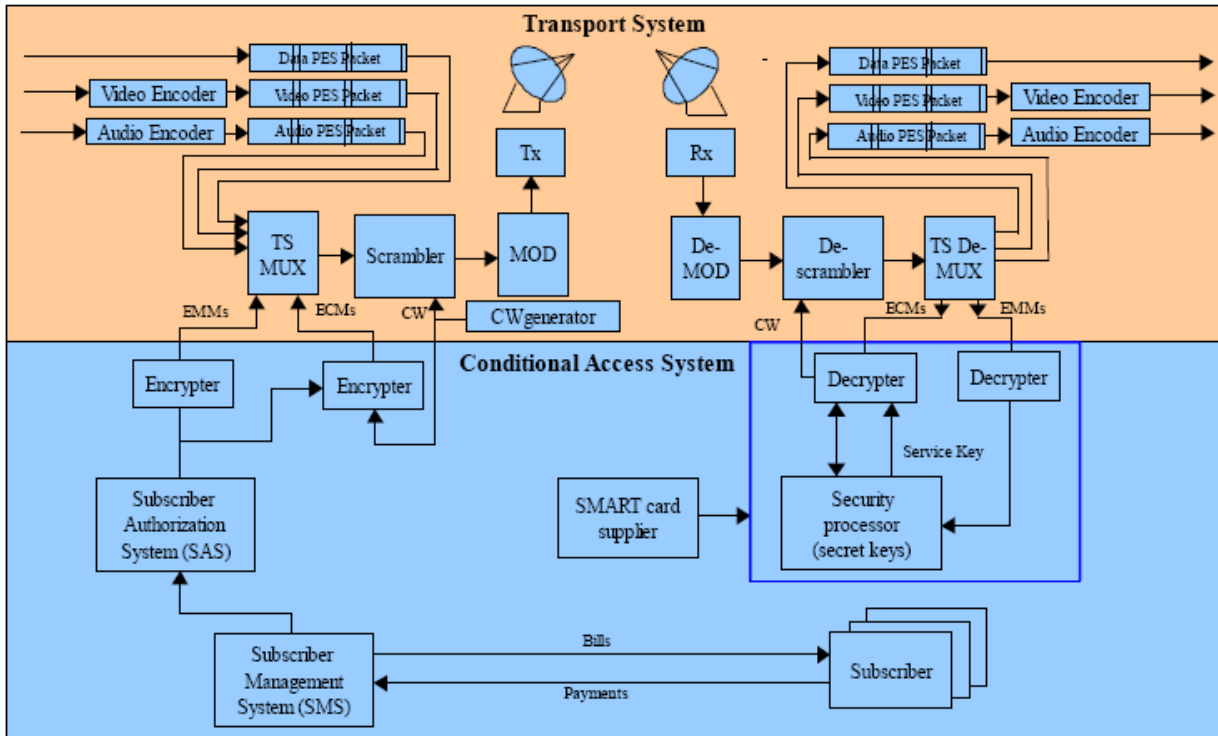 Transport System
Data PES Packet
Video Encoder
Video PES Packet
Audio Encoder
Audio PES Packet
Tx
Rx
Data PES Packet
Video PES Packet
Video Encoder
Audio PES Packet
Audio Encoder
TS
MUX
Scrambler
MOD
De-
MOD
De-
scrambler
TS De-
MUX
EMMs
ECMs
CW
CWgenerator
CW
ECMs
EMMs
Conditional Access System
Encrypter
Encrypter
Decrypter
Decrypter
Service Key
Subscriber
Authorization
System (SAS)
SMART card
supplier
Security
processor
(secret keys)
Subscriber
Management
System (SMS)
Bills
Payments
Subscriber